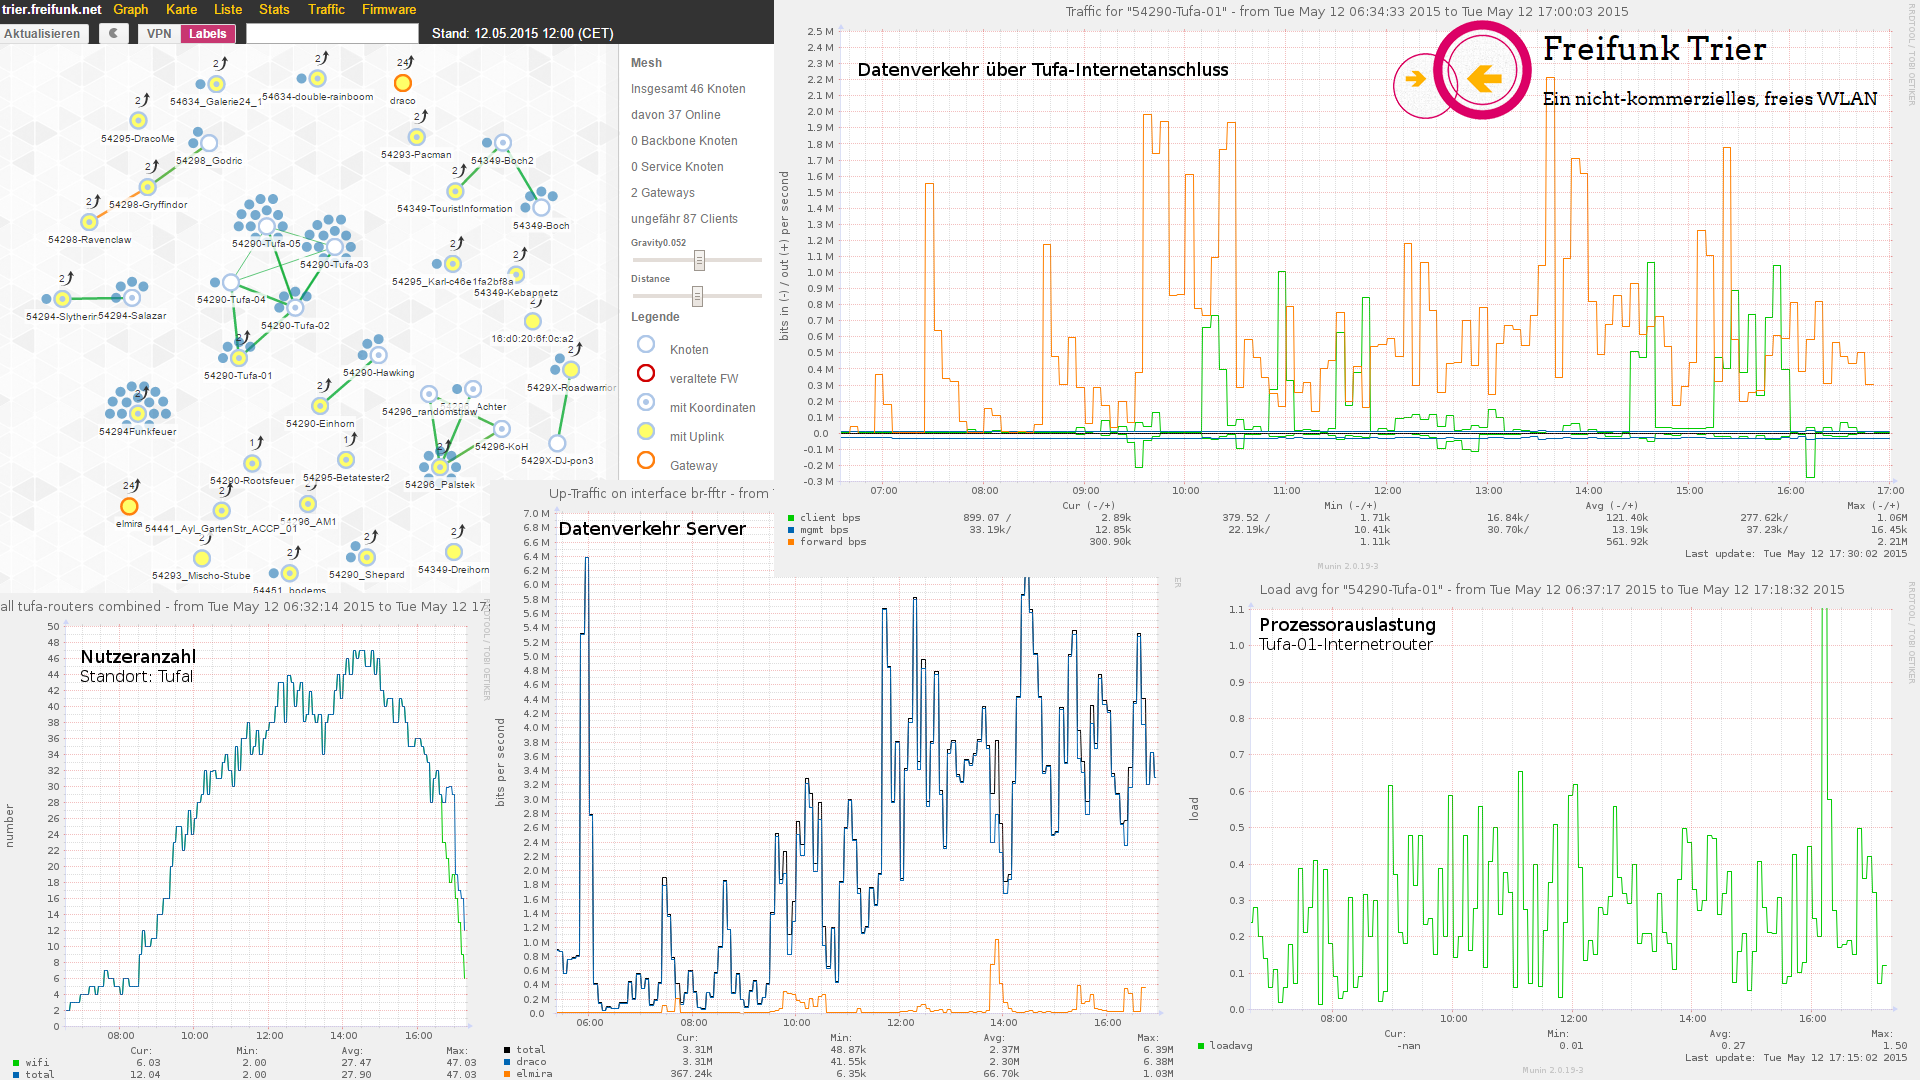 trier.freifunk.net Graph Karte Liste Stats Traffic Firmware
Aktualisieren VPN Labels Stand: 12.05.2015 12:00 (CET)
54634_Galerie24_1
54634-double-rainboom
draco
54295-DracoMe
54293-Pacman
54298_Godric
54349-Boch2
54298-Gryffindor
54349-TouristInformation
54349-Boch
54298-Ravenclaw
54290-Tufa-05
54290-Tufa-03
54295_Karl-c46e1fa2bf8a
54349-Kebapnetz
54290-Tufa-04
54294-Slytherin
54294-Salazar
54290-Tufa-02
16:d0:20:6f:0c:a2
54290-Tufa-01
54290-Hawking
5429X-Roadwarrior
54296_randomstraw
Achter
54290-Einhorn
54294Funkfeuer
54296-KoH
5429X-DJ-pon3
54290-Rootsfeuer
54295-Betatester2
54296_Palstek
elmira
54441_Ayl_GartenStr_ACCP_01
54296_AM1
54293_Mischo-Stube
54290_Shepard
54349-Dreihorn
54451_bodems
Mesh
Insgesamt 46 Knoten
davon 37 Online
0 Backbone Knoten
0 Service Knoten
2 Gateways
ungefähr 87 Clients
Gravity0.052
Distance
Legende
Knoten
veraltete FW
mit Koordinaten
mit Uplink
Gateway
Traffic for "54290-Tufa-01" - from Tue May 12 06:34:33 2015 to Tue May 12 17:00:03 2015
Datenverkehr über Tufa-Internetanschluss
Freifunk Trier
Ein nicht-kommerzielles, freies WLAN
RRDTOOL / TOBI OETIKER
bits in (-) / out (+) per second
2.5 M
2.4 M
2.3 M
2.2 M
2.1 M
2.0 M
1.9 M
1.8 M
1.7 M
1.6 M
1.5 M
1.4 M
1.3 M
1.2 M
1.1 M
1.0 M
0.9 M
0.8 M
0.7 M
0.6 M
0.5 M
0.4 M
0.3 M
0.2 M
0.1 M
0.0
-0.1 M
-0.2 M
-0.3 M
07:00 08:00 09:00 10:00 11:00 12:00 13:00 14:00 15:00 16:00 17:00
Cur (-/+) Min (-/+) Avg (-/+) Max (-/+)
client bps 899.07 / 2.89k 379.52 / 1.71k 16.84k/ 121.40k 277.62k/ 1.06M
mgmt bps 33.19k/ 12.85k 22.19k/ 10.41k 30.70k/ 13.19k 37.23k/ 16.45k
forward bps 300.90k 1.11k 561.92k 2.21M
Last update: Tue May 12 17:30:02 2015
Munin 2.0.19-3
all tufa-routers combined - from Tue May 12 06:32:14 2015 to Tue May 12 17:
Nutzeranzahl
Standort: Tufa
RRDTOOL / TOBI OETIKER
number
50
48
46
44
42
40
38
36
34
32
30
28
26
24
22
20
18
16
14
12
10
8
6
4
2
0
08:00 10:00 12:00 14:00 16:00
Cur: Min: Avg: Max:
wifi 6.03 2.00 27.47 47.03
total 12.04 2.00 27.90 47.03
Up-Traffic on interface br-fftr - from
Datenverkehr Server
bits per second
7.0 M
6.8 M
6.6 M
6.4 M
6.2 M
6.0 M
5.8 M
5.6 M
5.4 M
5.2 M
5.0 M
4.8 M
4.6 M
4.4 M
4.2 M
4.0 M
3.8 M
3.6 M
3.4 M
3.2 M
3.0 M
2.8 M
2.6 M
2.4 M
2.2 M
2.0 M
1.8 M
1.6 M
1.4 M
1.2 M
1.0 M
0.8 M
0.6 M
0.4 M
0.2 M
0.0
06:00 08:00 10:00 12:00 14:00 16:00
Cur: Min: Avg: Max:
total 3.31M 48.87k 2.37M 6.39M
draco 3.31M 41.55k 2.30M 6.38M
elmira 367.24k 6.35k 66.70k 1.03M
Load avg for "54290-Tufa-01" - from Tue May 12 06:37:17 2015 to Tue May 12 17:18:32 2015
Prozessorauslastung
Tufa-01-Internetrouter
RRDTOOL / TOBI OETIKER
load
1.1
1.0
0.9
0.8
0.7
0.6
0.5
0.4
0.3
0.2
0.1
0.0
08:00 10:00 12:00 14:00 16:00
Cur: Min: Avg: Max:
loadavg -nan 0.01 0.27 1.50
Last update: Tue May 12 17:15:02 2015
Munin 2.0.19-3